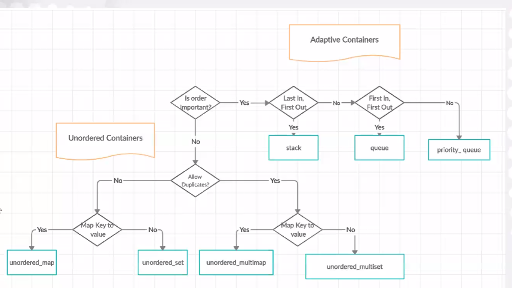 Adaptive Containers
Is order
important?
Yes
Last in,
First Out
No
First in,
First Out
No
Yes
Yes
stack
queue
priority_ queue
No
Unordered Containers
Allow
Duplicates?
No
Yes
Map Key to
value
Yes
No
Map Key to
value
Yes
No
unordered_map
unordered_set
unordered_multimap
unordered_multiset